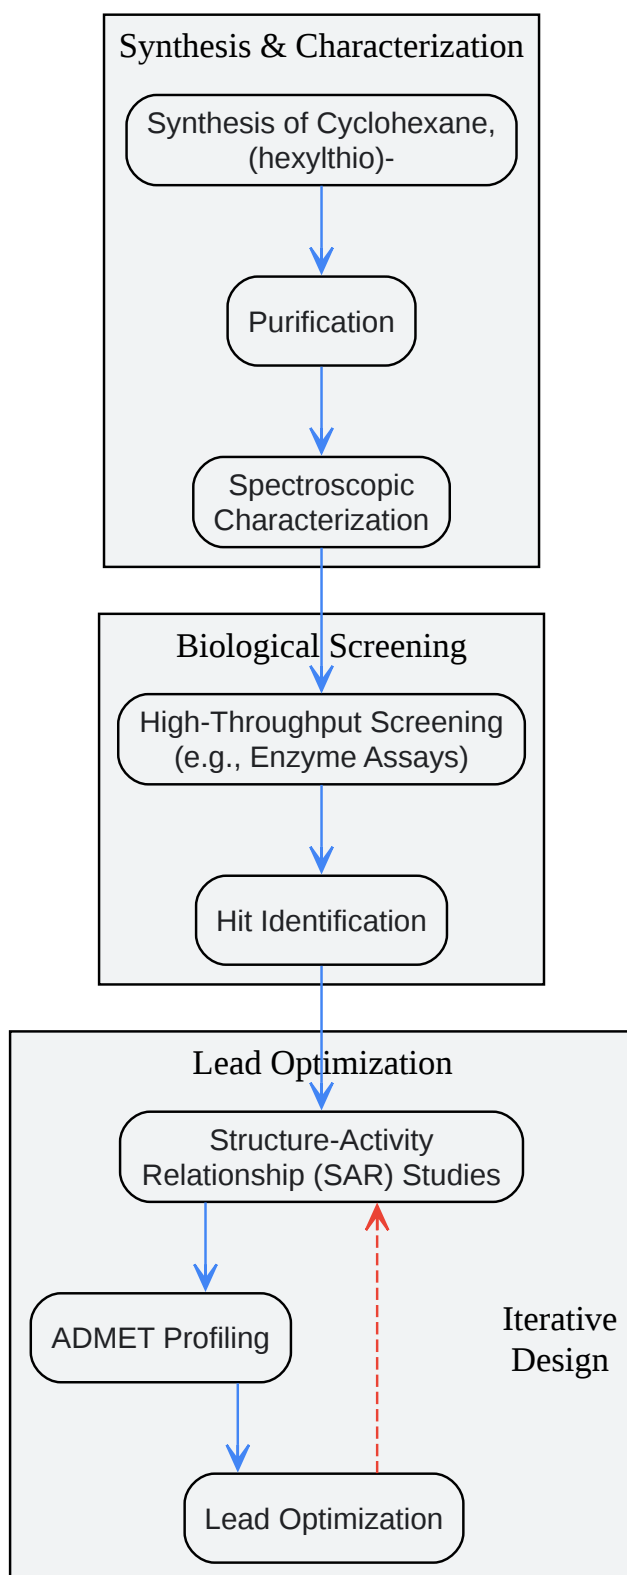 Synthesis & Characterization
Synthesis of Cyclohexane,
(hexylthio)-
Purification
Spectroscopic
Characterization
Biological Screening
High-Throughput Screening
(e.g., Enzyme Assays)
Hit Identification
Lead Optimization
Structure-Activity
Relationship (SAR) Studies
ADMET Profiling
Iterative
Design
Lead Optimization